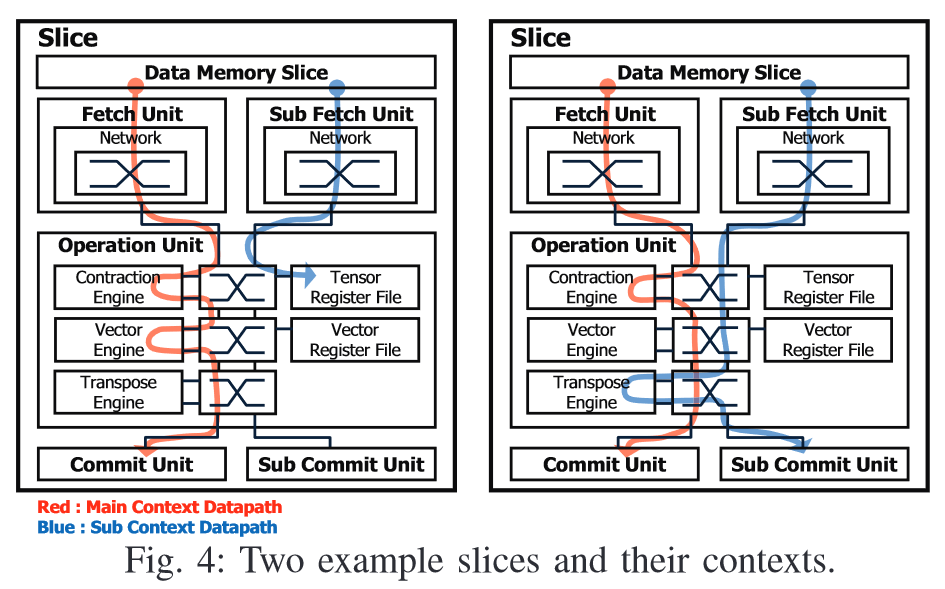 Slice
Data Memory Slice
Fetch Unit
Network
Sub Fetch Unit
Network
Operation Unit
Contraction
Engine
Tensor
Register File
Vector
Engine
Vector
Register File
Transpose
Engine
Commit Unit
Sub Commit Unit
Slice
Data Memory Slice
Fetch Unit
Network
Sub Fetch Unit
Network
Operation Unit
Contraction
Engine
Tensor
Register File
Vector
Engine
Vector
Register File
Transpose
Engine
Commit Unit
Sub Commit Unit
Red : Main Context Datapath
Blue : Sub Context Datapath
Fig. 4: Two example slices and their contexts.